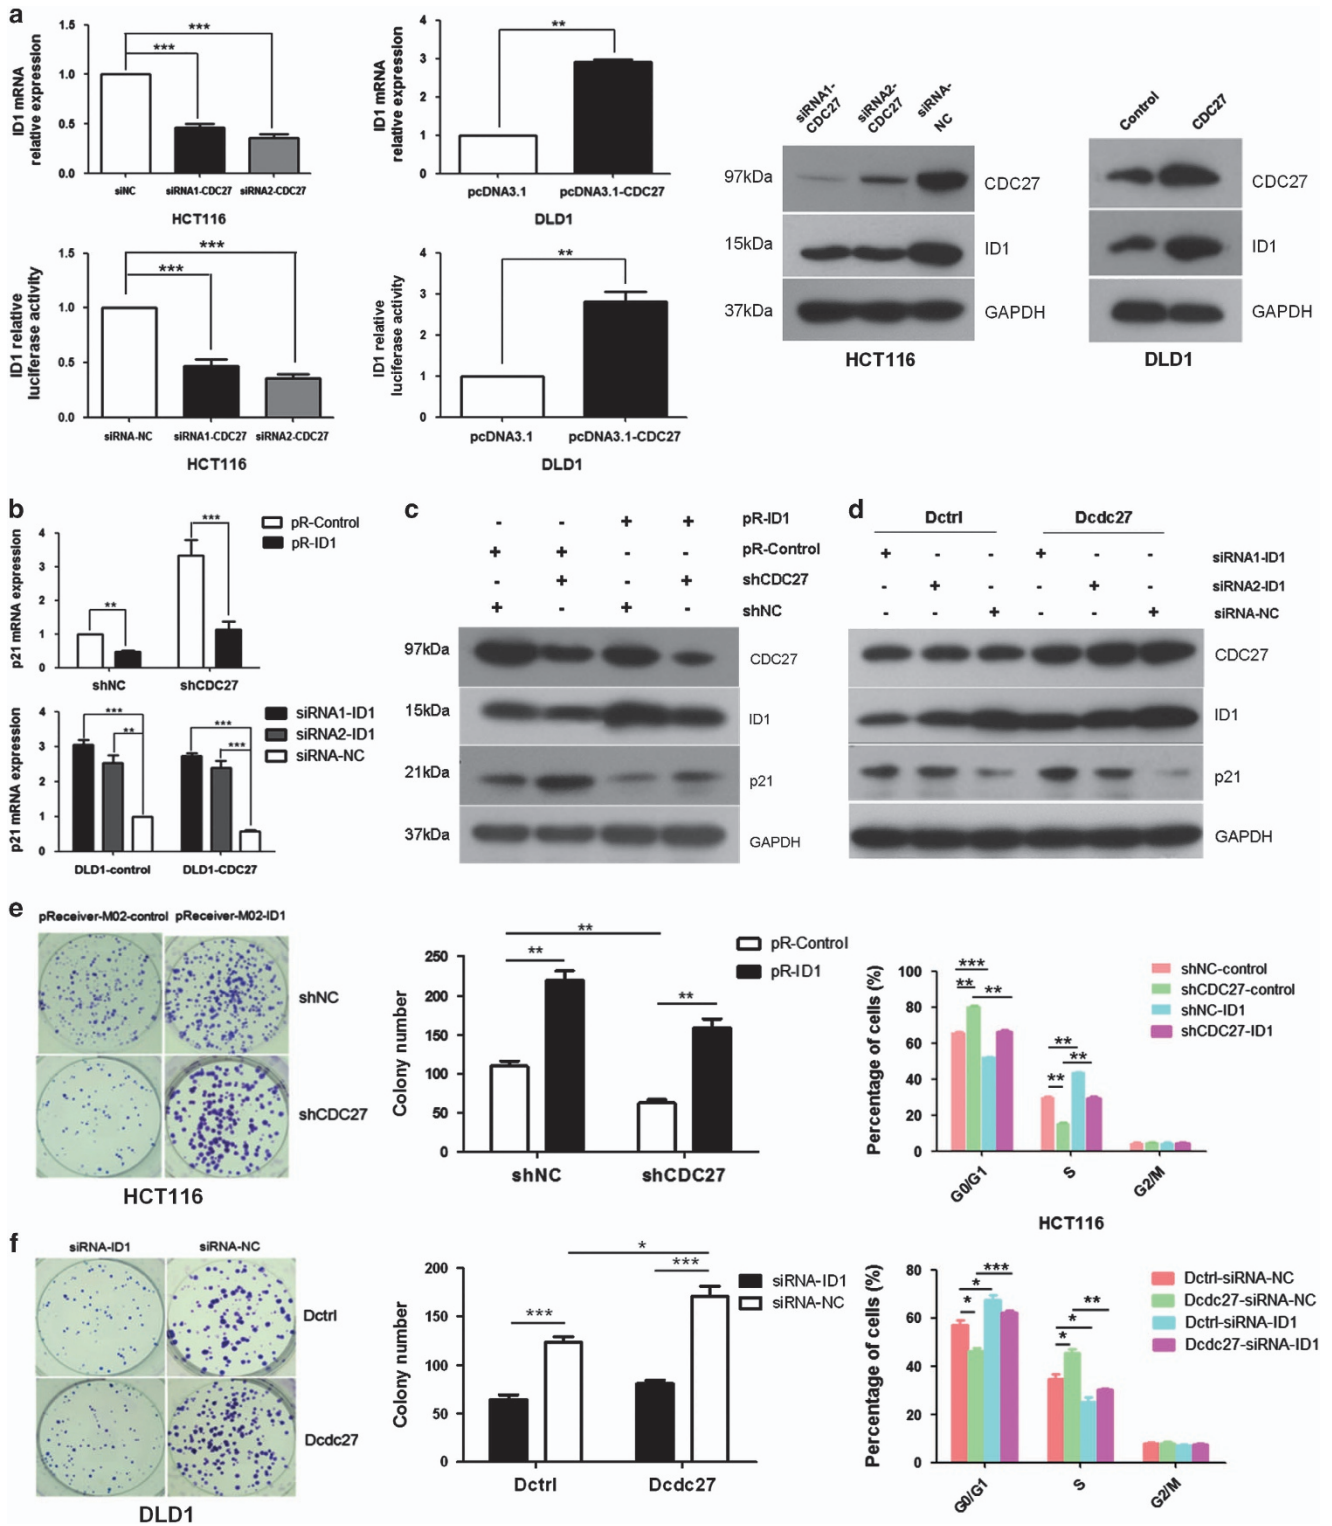 a
1.5
1.0
0.5
0.0
ID1 mRNA
relative expression
***
***
siNC siRNA1-CDC27 siRNA2-CDC27
HCT116
4
3
2
1
0
ID1 mRNA
relative expression
**
pcDNA3.1 pcDNA3.1-CDC27
DLD1
1.5
1.0
0.5
0.0
ID1 relative
luciferase activity
***
***
siRNA-NC siRNA1-CDC27 siRNA2-CDC27
HCT116
4
3
2
1
0
ID1 relative
luciferase activity
**
pcDNA3.1 pcDNA3.1-CDC27
DLD1
siRNA1-
CDC27
siRNA2-
CDC27
siRNA-
NC
97kDa CDC27
15kDa ID1
37kDa GAPDH
HCT116
Control CDC27
CDC27
ID1
GAPDH
DLD1
b
p21 mRNA expression
4
3
2
1
0
**
***
pR-Control
pR-ID1
shNC shCDC27
p21 mRNA expression
4
3
2
1
0
***
**
***
***
siRNA1-ID1
siRNA2-ID1
siRNA-NC
DLD1-control DLD1-CDC27
c
- - + + pR-ID1
+ + - - pR-Control
- + - + shCDC27
+ - + - shNC
97kDa CDC27
15kDa ID1
21kDa p21
37kDa GAPDH
d
Dctrl Dcdc27
+ - - + - - siRNA1-ID1
- + - - + - siRNA2-ID1
- - + - - + siRNA-NC
CDC27
ID1
p21
GAPDH
e
pReceiver-M02-control pReceiver-M02-ID1
shNC
shCDC27
HCT116
Colony number
250
200
150
100
50
0
**
**
**
pR-Control
pR-ID1
shNC shCDC27
Percentage of cells (%)
100
80
60
40
20
0
***
** **
**
**
**
shNC-control
shCDC27-control
shNC-ID1
shCDC27-ID1
G0/G1 S G2/M
HCT116
f
siRNA-ID1 siRNA-NC
Dctrl
Dcdc27
DLD1
Colony number
200
150
100
50
0
*
***
***
siRNA-ID1
siRNA-NC
Dctrl Dcdc27
Percentage of cells (%)
80
60
40
20
0
***
*
*
**
*
*
Dctrl-siRNA-NC
Dcdc27-siRNA-NC
Dctrl-siRNA-ID1
Dcdc27-siRNA-ID1
G0/G1 S G2/M